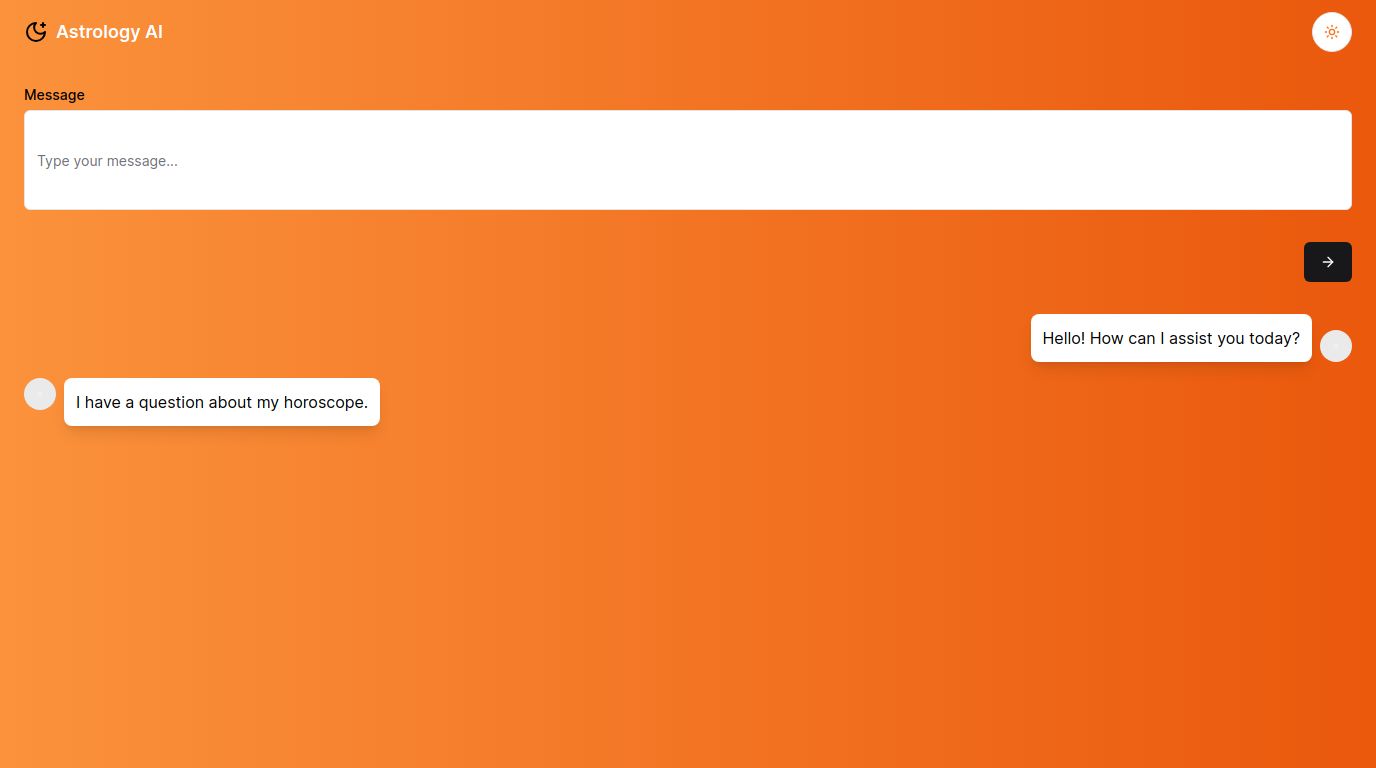 Astrology AI
Message
Type your message...
Hello! How can I assist you today?
I have a question about my horoscope.